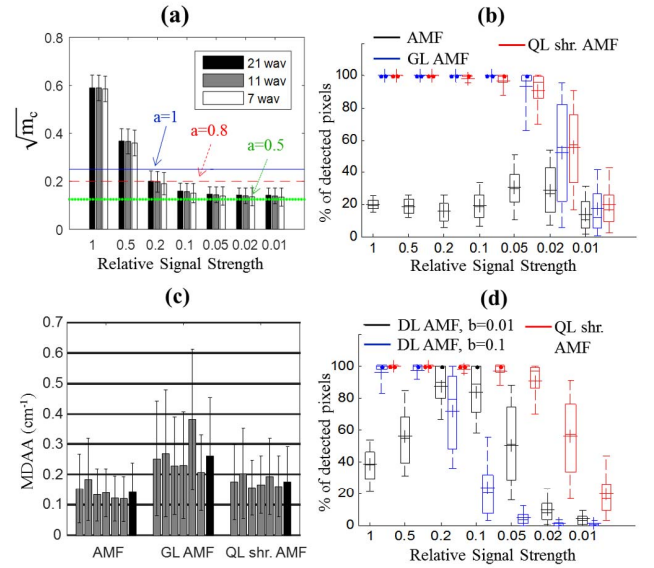 (a)
0.8
0.6
0.4
0.2
0
√m_c
21 wav
11 wav
7 wav
a=1
a=0.8
a=0.5
1 0.5 0.2 0.1 0.05 0.02 0.01
Relative Signal Strength
(b)
AMF
GL AMF
QL shr. AMF
100
80
60
40
20
0
% of detected pixels
1 0.5 0.2 0.1 0.05 0.02 0.01
Relative Signal Strength
(c)
0.7
0.6
0.5
0.4
0.3
0.2
0.1
0
MDAA (cm⁻¹)
AMF GL AMF QL shr. AMF
(d)
DL AMF, b=0.01
DL AMF, b=0.1
QL shr.
AMF
100
80
60
40
20
0
% of detected pixels
1 0.5 0.2 0.1 0.05 0.02 0.01
Relative Signal Strength